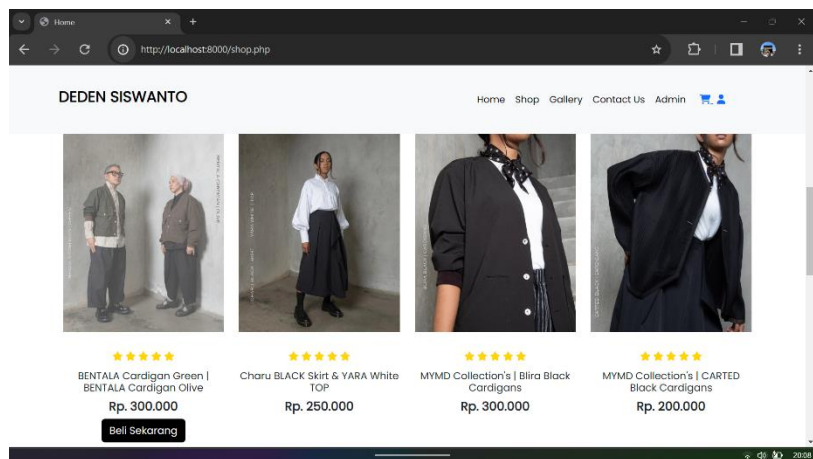 Home
http://localhost:8000/shop.php
DEDEN SISWANTO
Home Shop Gallery Contact Us Admin
BENTALA Cardigan Green |
BENTALA Cardigan Olive
Rp. 300.000
Beli Sekarang
Charu BLACK Skirt & YARA White
TOP
Rp. 250.000
MYMD Collection's | Blira Black
Cardigans
Rp. 300.000
MYMD Collection's | CARTED
Black Cardigans
Rp. 200.000
20:08